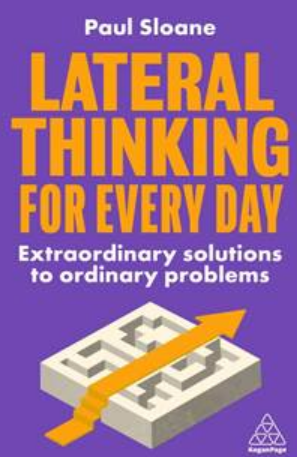 Paul Sloane
LATERAL
THINKING
FOR EVERY DAY
Extraordinary solutions
to ordinary problems
KoganPage